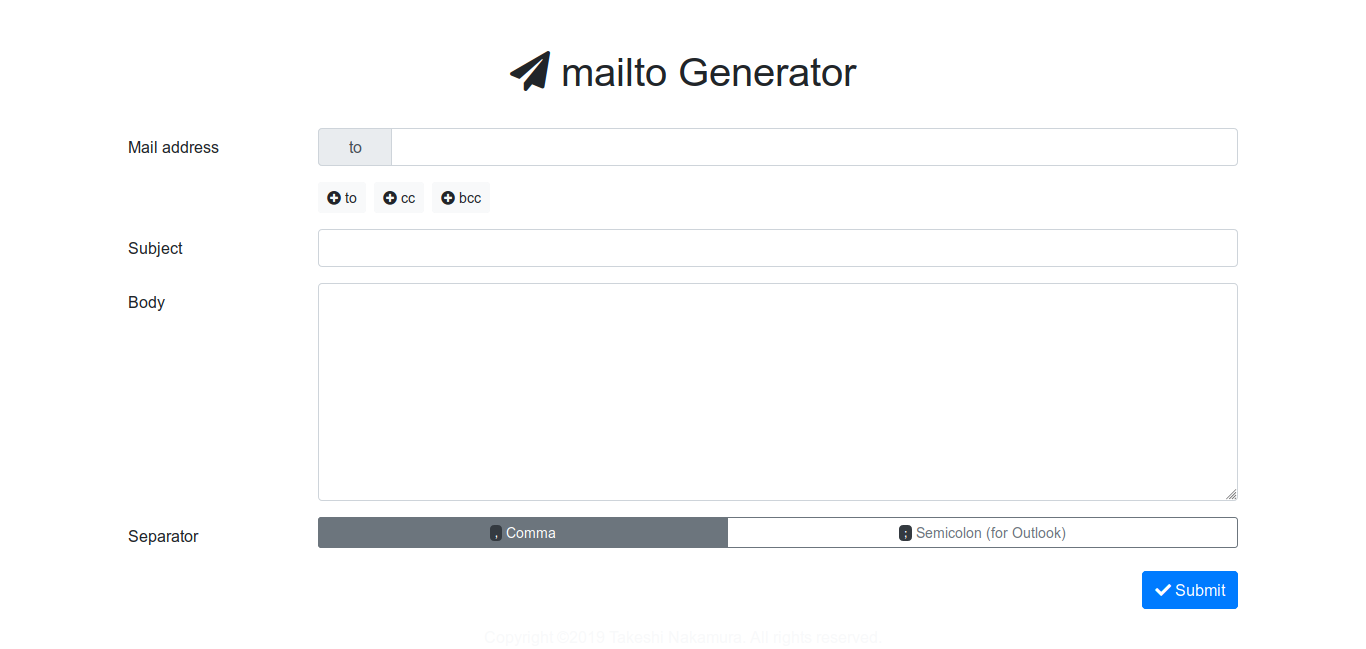 mailto Generator
Mail address
to
to cc bcc
Subject
Body
Separator
, Comma
; Semicolon (for Outlook)
Submit
Copyright ©2019 Takashi Nakamura. All rights reserved.